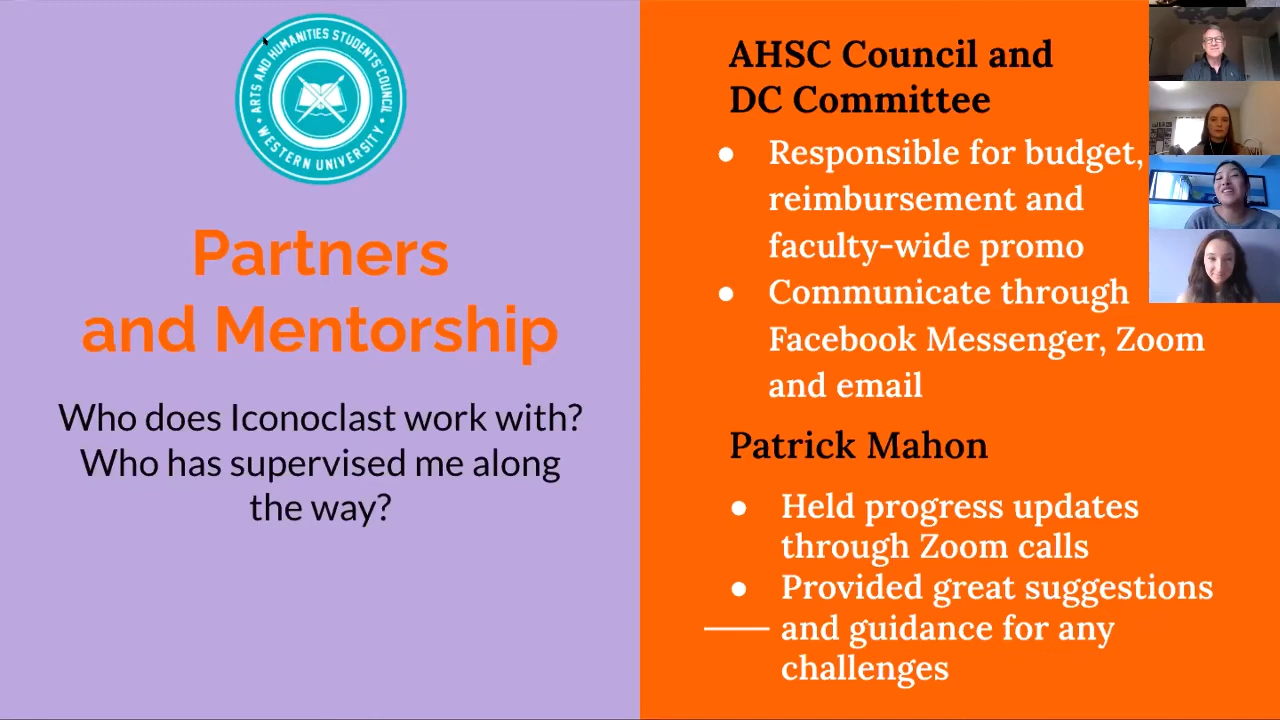 ARTS AND HUMANITIES STUDENTS' COUNCIL
• WESTERN UNIVERSITY •
Partners
and Mentorship
Who does Iconoclast work with?
Who has supervised me along
the way?
AHSC Council and
DC Committee
● Responsible for budget,
reimbursement and
faculty-wide promo
● Communicate through
Facebook Messenger, Zoom
and email
Patrick Mahon
● Held progress updates
through Zoom calls
● Provided great suggestions
and guidance for any
challenges